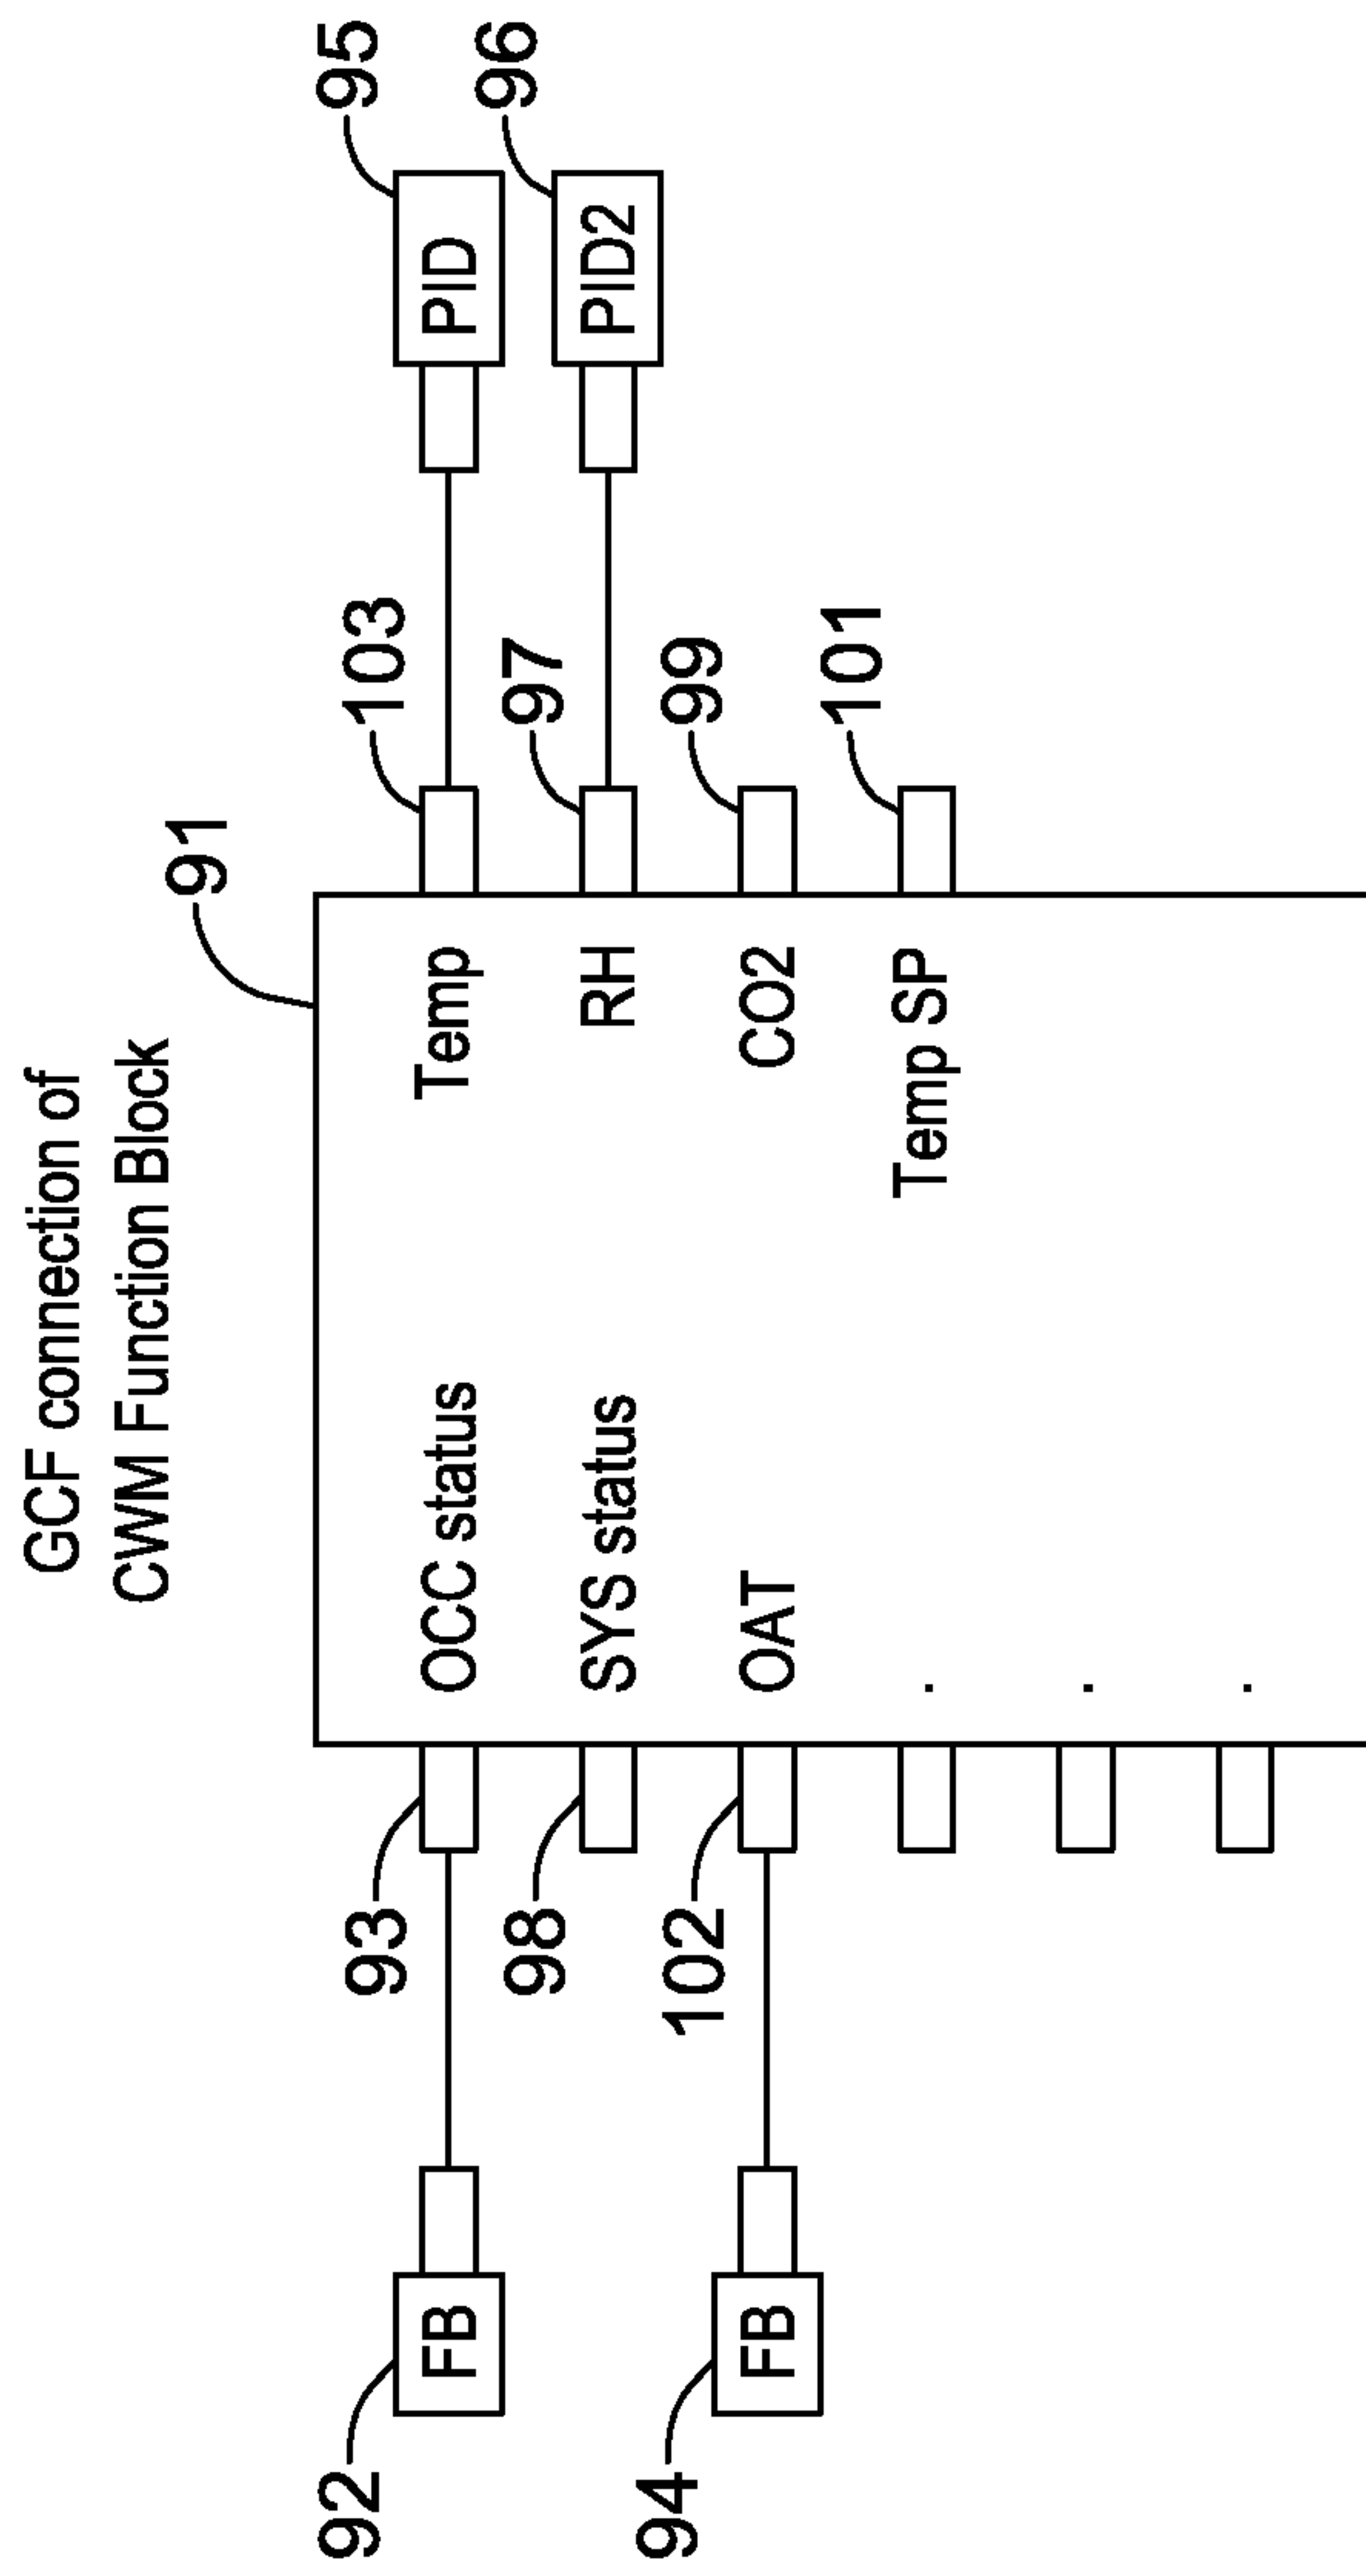 GCF connection of
CWM Function Block
91
92
FB
93
OCC status
Temp
103
PID
95
98
SYS status
RH
97
PID2
96
94
FB
102
OAT
CO2
99
.
Temp SP
101
.
.